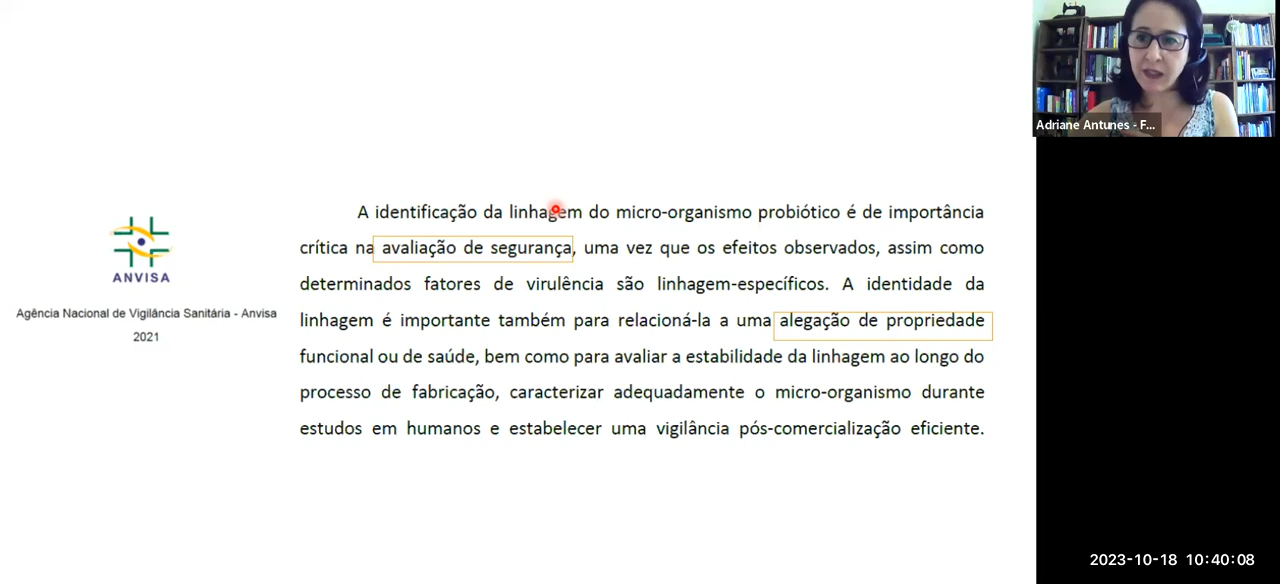 Adriane Antunes - F...
A identificação da linhagem do micro-organismo probiótico é de importância
crítica na avaliação de segurança, uma vez que os efeitos observados, assim como
determinados fatores de virulência são linhagem-específicos. A identidade da
linhagem é importante também para relacioná-la a uma alegação de propriedade
funcional ou de saúde, bem como para avaliar a estabilidade da linhagem ao longo do
processo de fabricação, caracterizar adequadamente o micro-organismo durante
estudos em humanos e estabelecer uma vigilância pós-comercialização eficiente.
ANVISA
Agência Nacional de Vigilância Sanitária - Anvisa
2021
2023-10-18 10:40:08